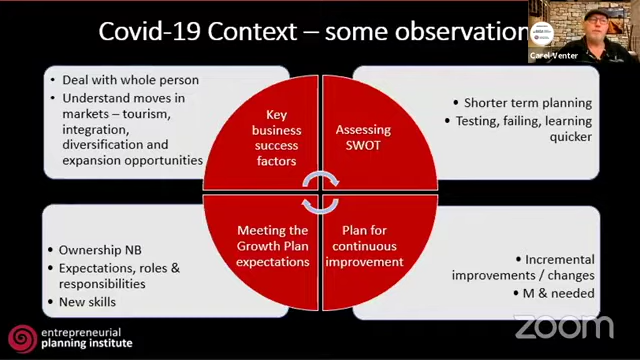 Covid-19 Context – some observation
Carel Venter
• Deal with whole person
• Understand moves in
markets – tourism,
integration,
diversification and
expansion opportunities
Key
business
success
factors
Assessing
SWOT
• Shorter term planning
• Testing, failing, learning
quicker
• Ownership NB
• Expectations, roles &
responsibilities
• New skills
Meeting the
Growth Plan
expectations
Plan for
continuous
improvement
• Incremental
improvements / changes
• M & needed
entrepreneurial
planning institute
zoom